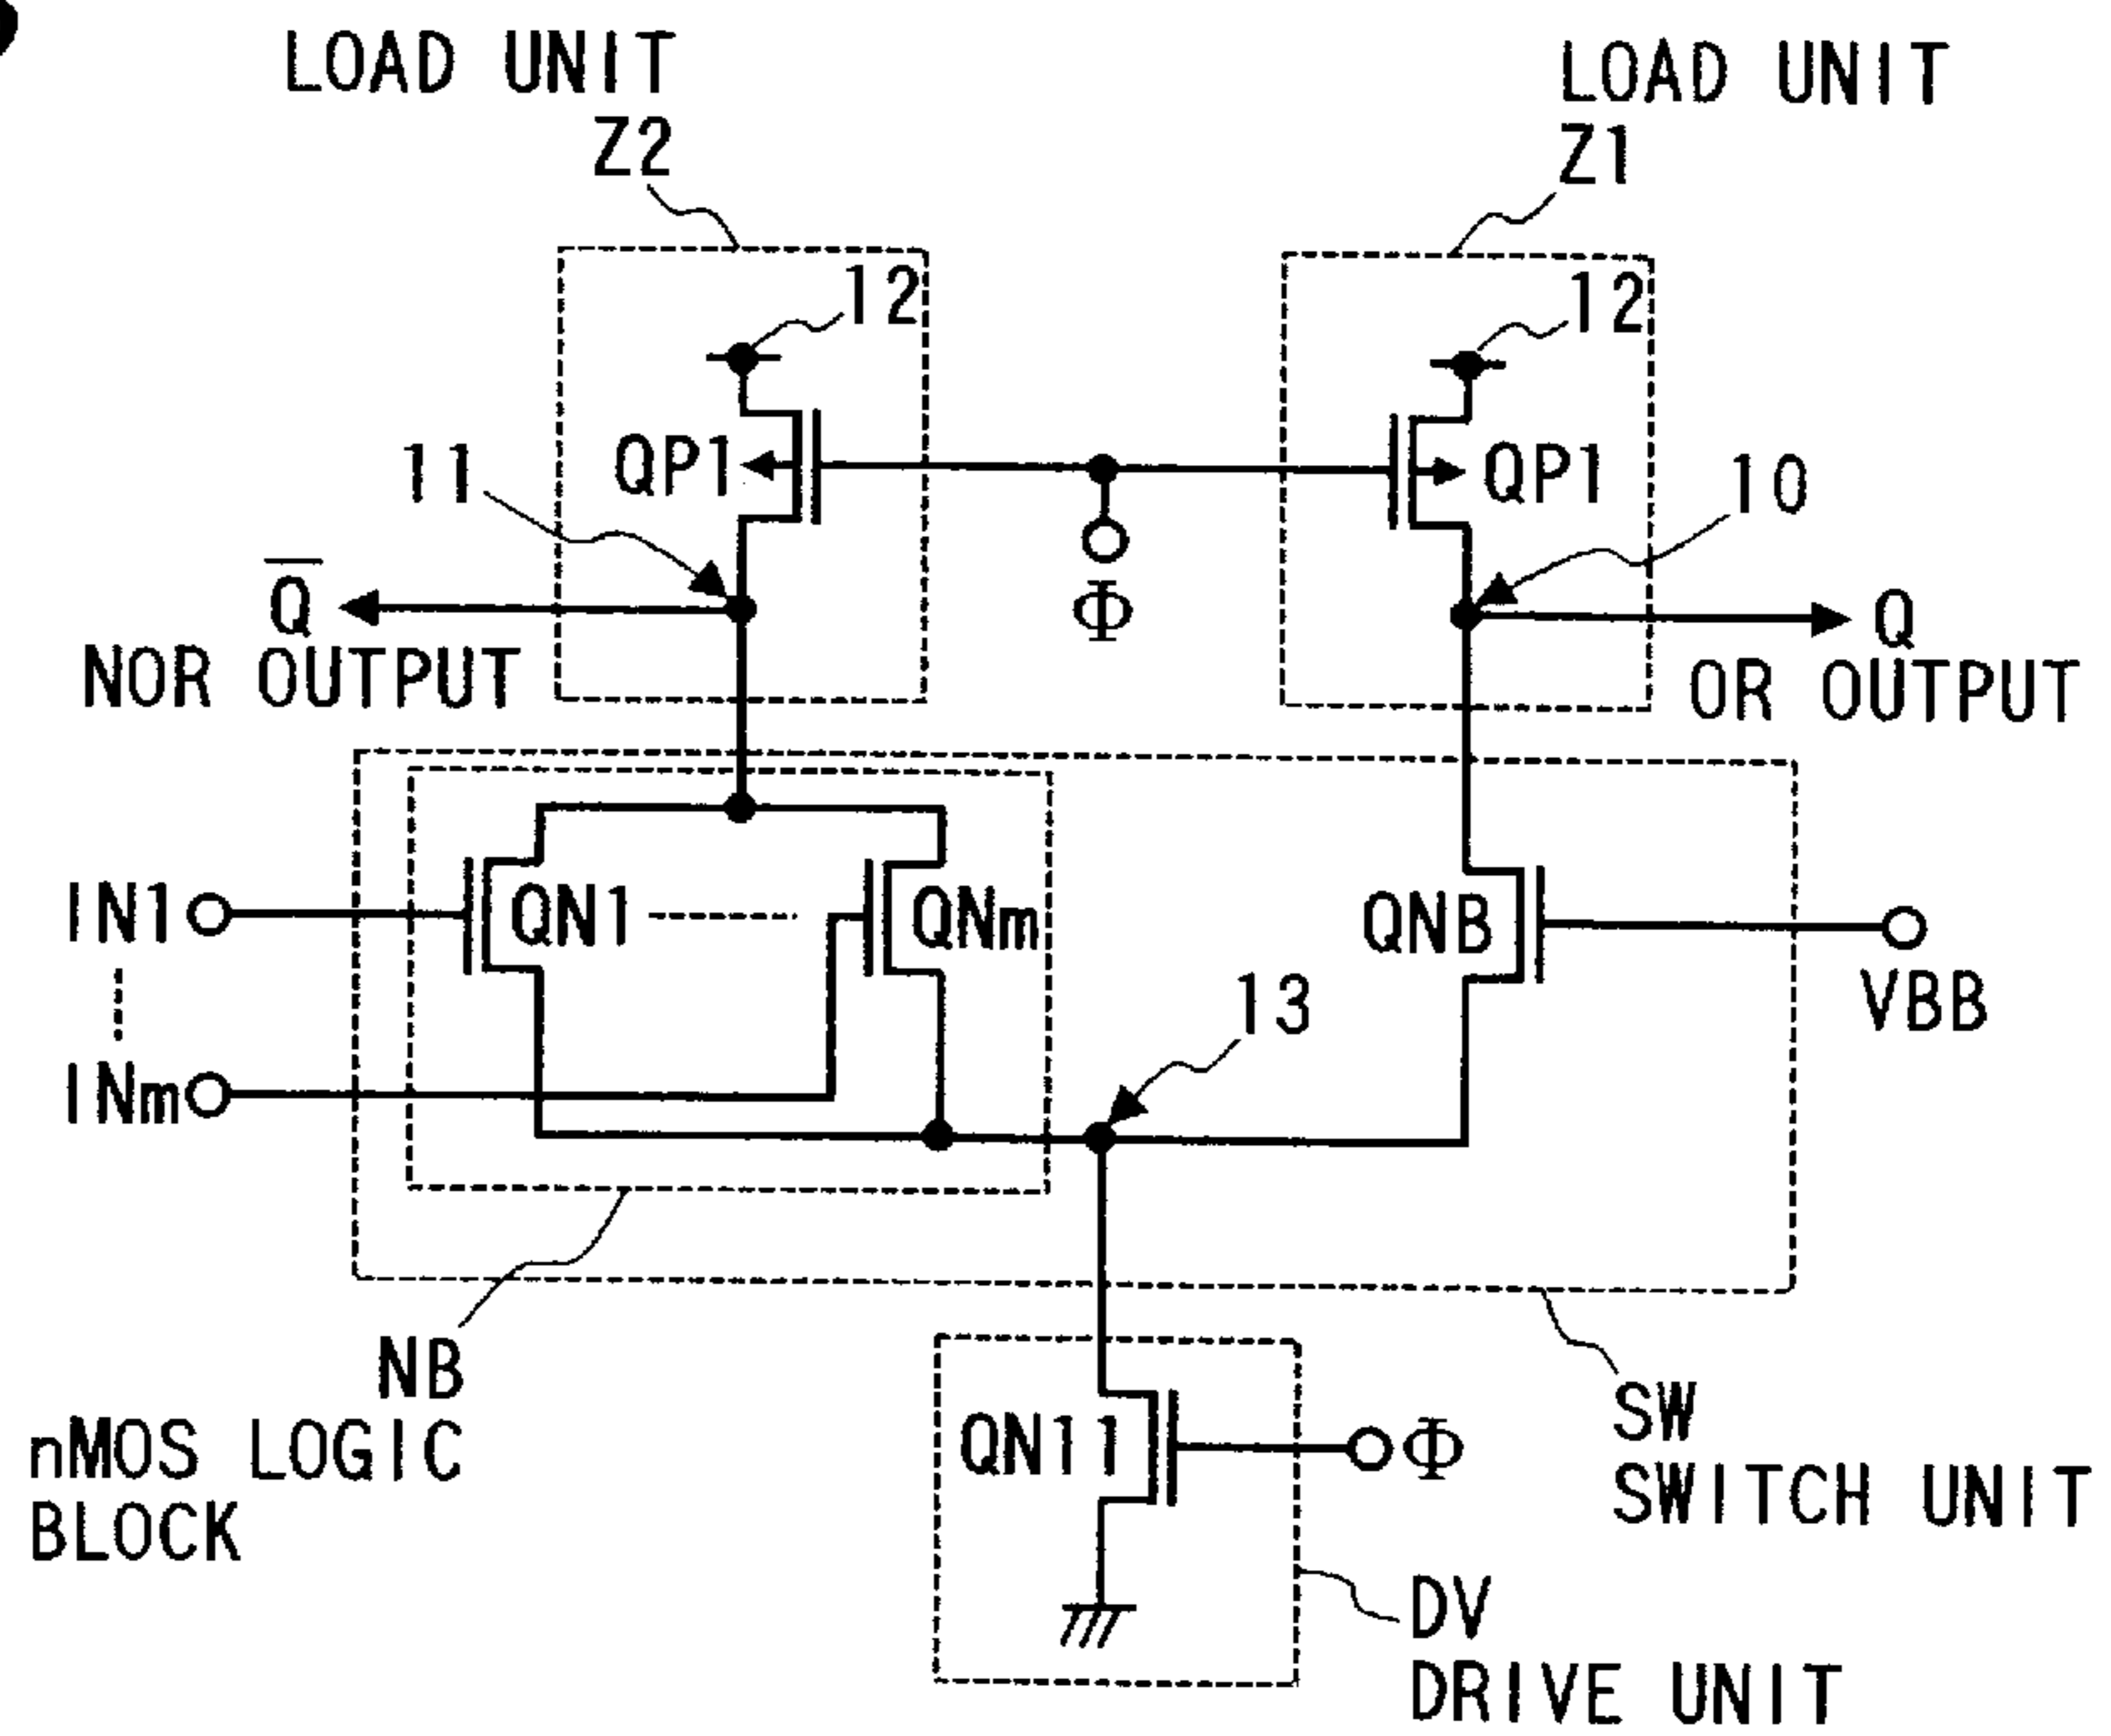 LOAD UNIT
Z2
LOAD UNIT
Z1
12
12
11
QP1
QP1
10
Φ
Q̅
NOR OUTPUT
Q
OR OUTPUT
IN1
QN1
QNm
QNB
VBB
INm
13
NB
nMOS LOGIC
BLOCK
QN11
Φ
SW
SWITCH UNIT
DV
DRIVE UNIT